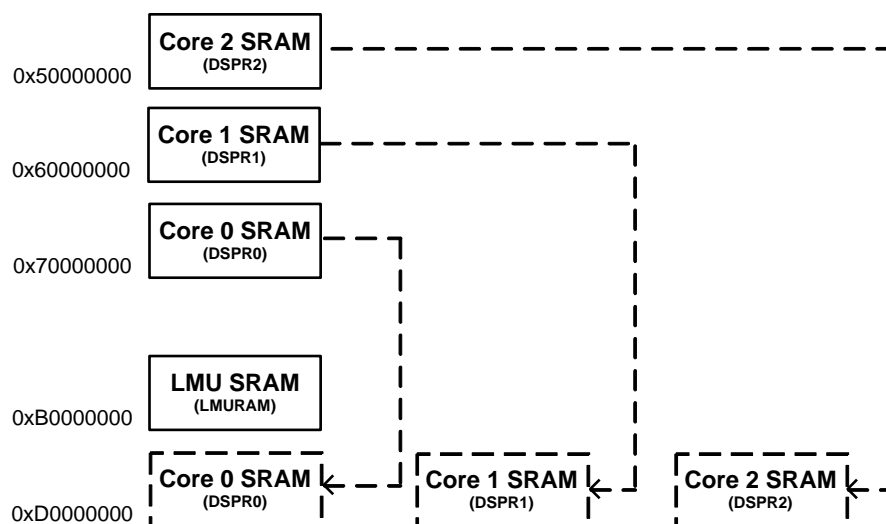 Core 2 SRAM
(DSPR2)
0x50000000
Core 1 SRAM
(DSPR1)
0x60000000
Core 0 SRAM
(DSPR0)
0x70000000
LMU SRAM
(LMURAM)
0xB0000000
Core 0 SRAM
(DSPR0)
Core 1 SRAM
(DSPR1)
Core 2 SRAM
(DSPR2)
0xD0000000